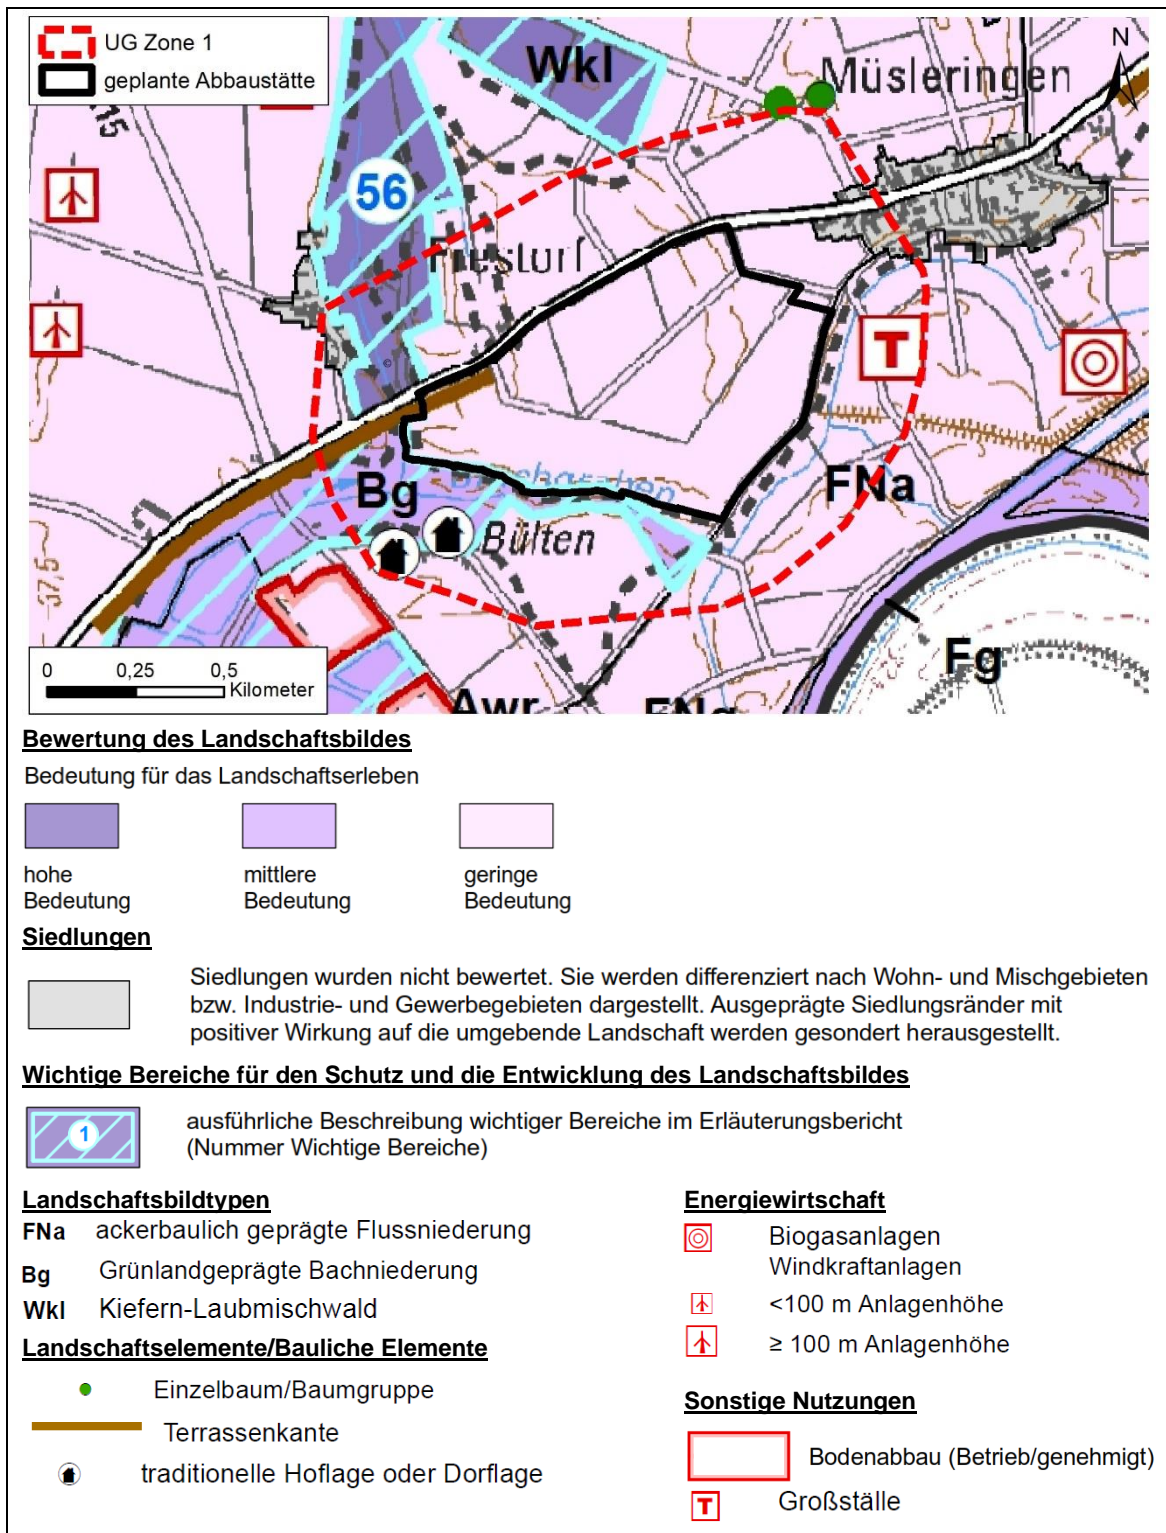 UG Zone 1
geplante Abbaustätte
N
Wkl
Müsleringen
15
56
Frestorf
T
FNa
Bg
Bülten
37,5
Fg
0 0,25 0,5
Kilometer
Awr
FNa
Bewertung des Landschaftsbildes
Bedeutung für das Landschaftserleben
hohe Bedeutung
mittlere Bedeutung
geringe Bedeutung
Siedlungen
Siedlungen wurden nicht bewertet. Sie werden differenziert nach Wohn- und Mischgebieten
bzw. Industrie- und Gewerbegebieten dargestellt. Ausgeprägte Siedlungsränder mit
positiver Wirkung auf die umgebende Landschaft werden gesondert herausgestellt.
Wichtige Bereiche für den Schutz und die Entwicklung des Landschaftsbildes
1
ausführliche Beschreibung wichtiger Bereiche im Erläuterungsbericht
(Nummer Wichtige Bereiche)
Landschaftsbildtypen
FNa ackerbaulich geprägte Flussniederung
Bg Grünlandgeprägte Bachniederung
Wkl Kiefern-Laubmischwald
Landschaftselemente/Bauliche Elemente
Einzelbaum/Baumgruppe
Terrassenkante
traditionelle Hoflage oder Dorflage
Energiewirtschaft
Biogasanlagen
Windkraftanlagen
<100 m Anlagenhöhe
≥ 100 m Anlagenhöhe
Sonstige Nutzungen
Bodenabbau (Betrieb/genehmigt)
T Großställe